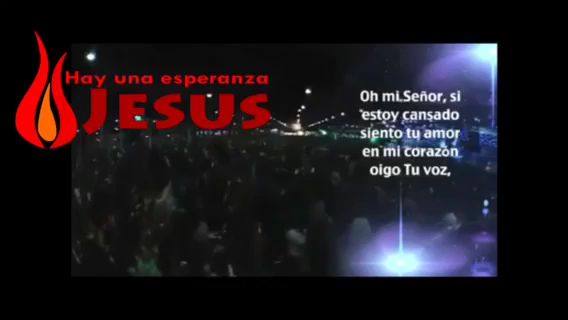 Hay una esperanza
JESUS
Oh mi Señor, si
estoy cansado
siento tu amor
en mi corazón
oigo Tu voz,